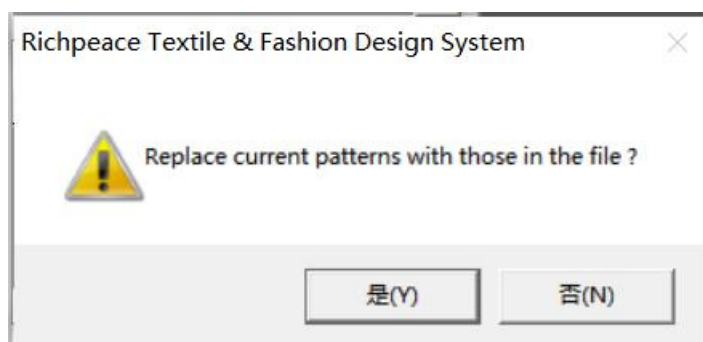 Richpeace Textile & Fashion Design System
Replace current patterns with those in the file ?
是(Y)
否(N)